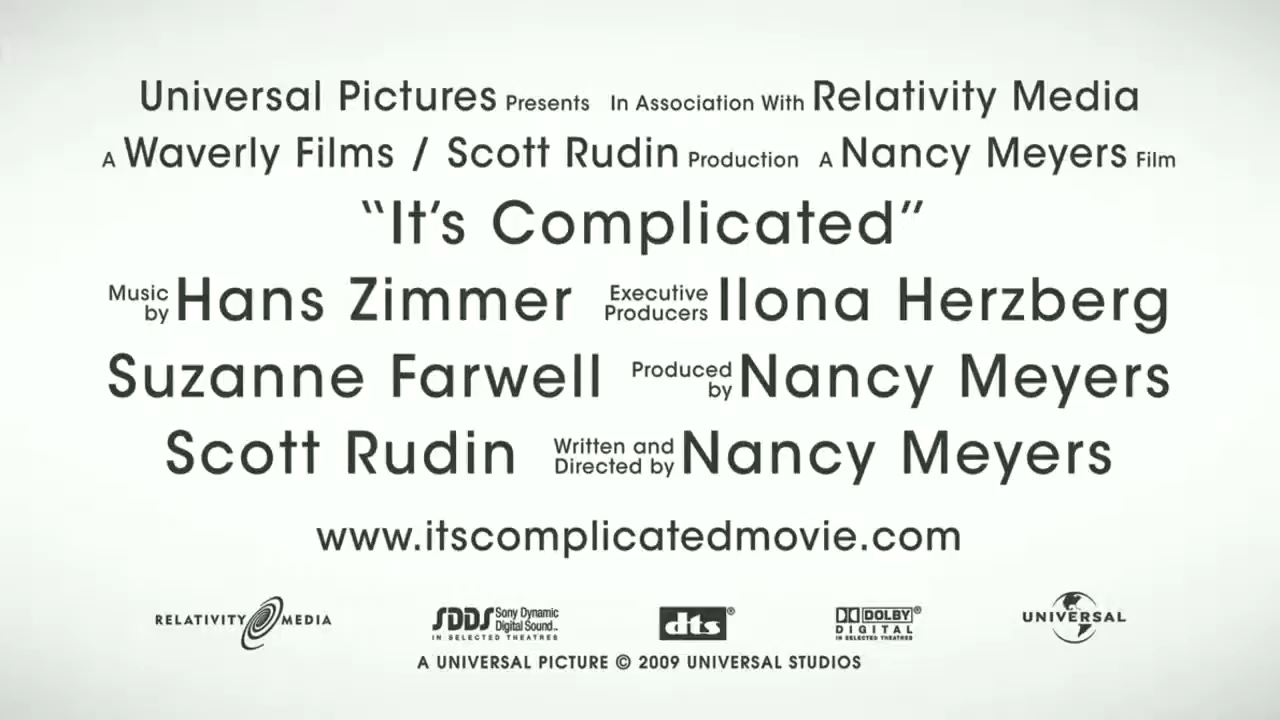 Universal Pictures Presents In Association With Relativity Media
A Waverly Films / Scott Rudin Production A Nancy Meyers Film
“It’s Complicated”
Music by Hans Zimmer Executive Producers Ilona Herzberg
Suzanne Farwell Produced by Nancy Meyers
Scott Rudin Written and Directed by Nancy Meyers
www.itscomplicatedmovie.com
RELATIVITY MEDIA
SDDS Sony Dynamic Digital Sound™
IN SELECTED THEATRES
dts®
DOLBY®
DIGITAL
IN SELECTED THEATRES
UNIVERSAL
A UNIVERSAL PICTURE © 2009 UNIVERSAL STUDIOS